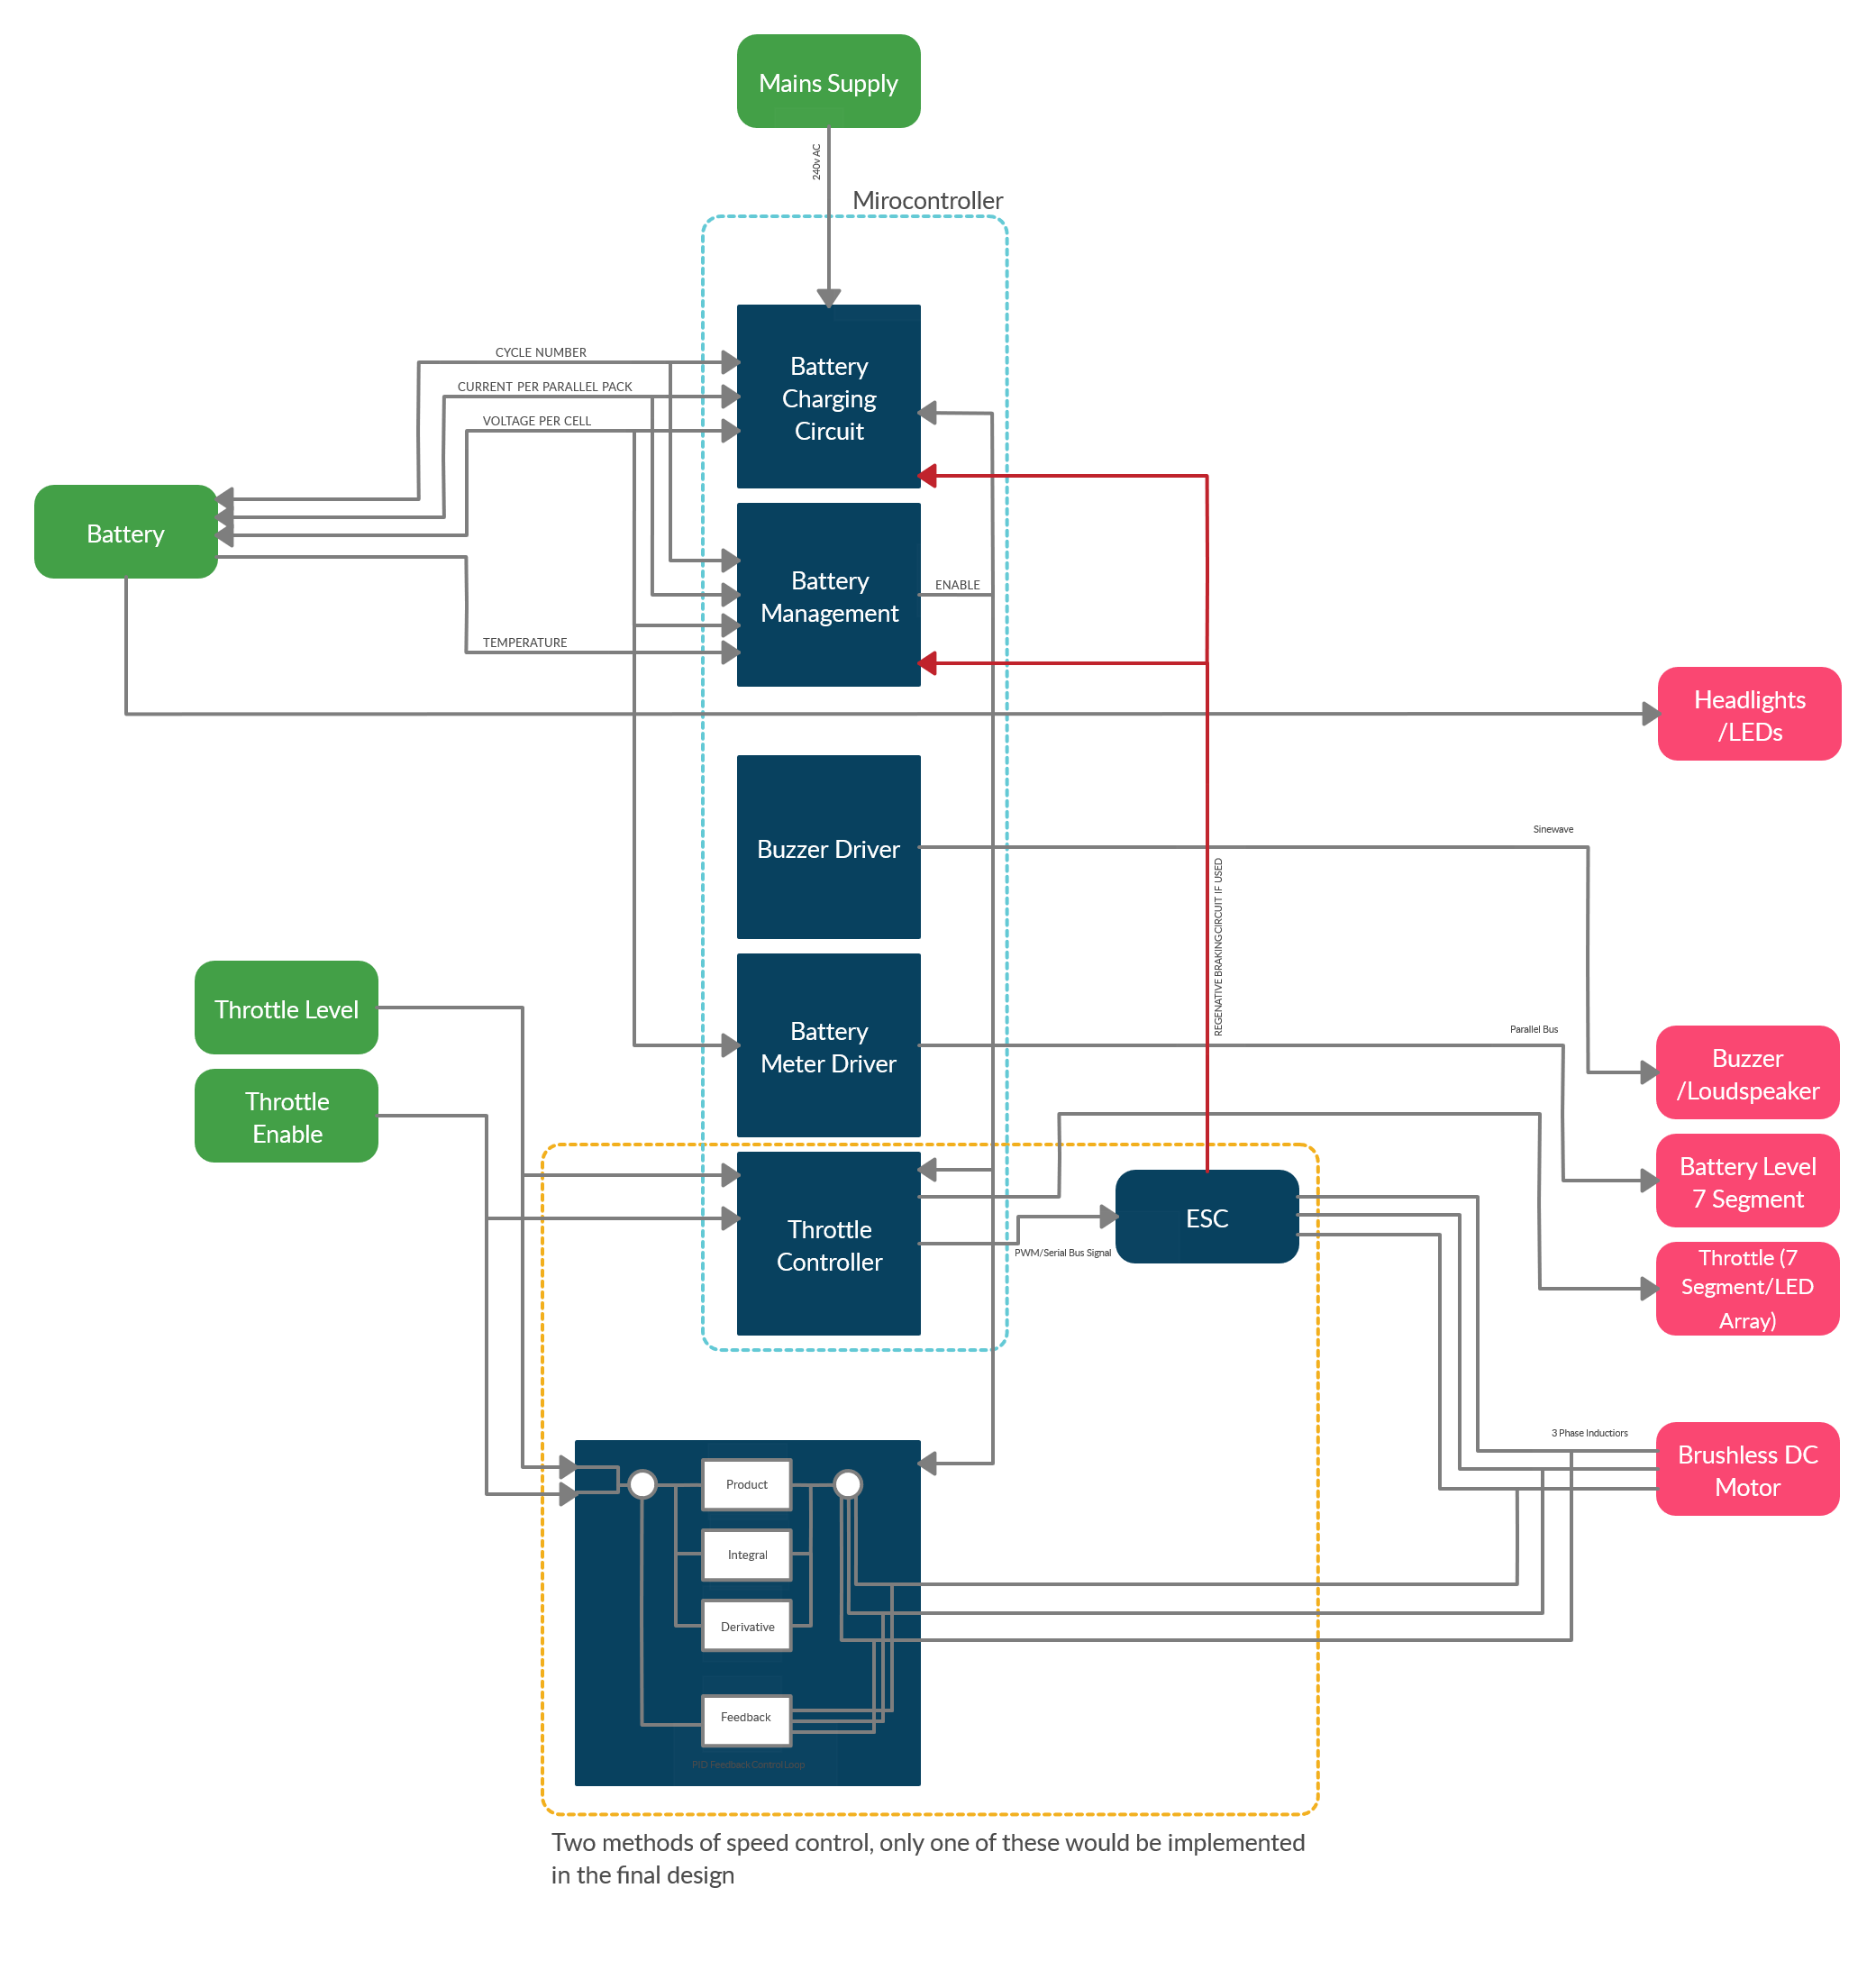 Mains Supply
240v AC
Mirocontroller
Battery
Charging
Circuit
CYCLE NUMBER
CURRENT PER PARALLEL PACK
VOLTAGE PER CELL
Battery
TEMPERATURE
Battery
Management
ENABLE
Headlights
/LEDs
Buzzer Driver
Sinewave
REGENATIVE BRAKING CIRCUIT IF USED
Throttle Level
Throttle
Enable
Battery
Meter Driver
Parallel Bus
Buzzer
/Loudspeaker
Battery Level
7 Segment
Throttle (7
Segment/LED
Array)
Throttle
Controller
PWM/Serial Bus Signal
ESC
3 Phase Inductiors
Brushless DC
Motor
Product
Integral
Derivative
Feedback
PID Feedback Control Loop
Two methods of speed control, only one of these would be implemented
in the final design